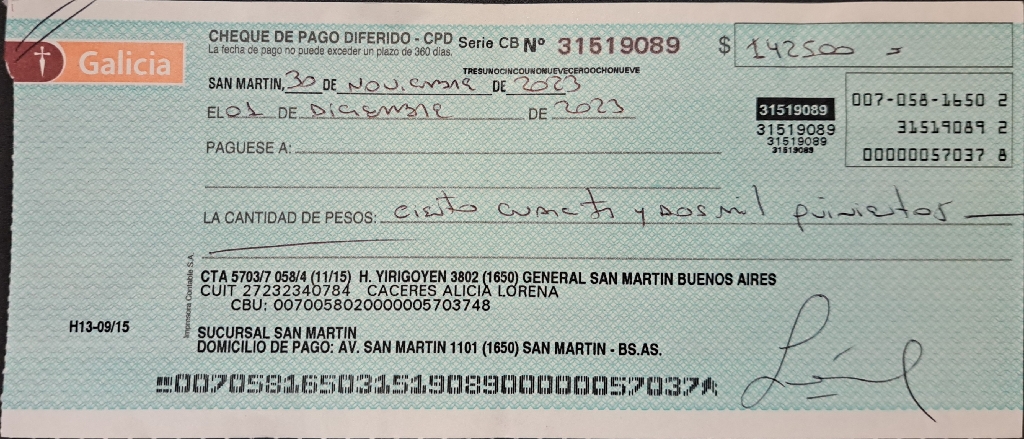 Galicia
CHEQUE DE PAGO DIFERIDO - CPD Serie CB Nº 31519089 $ 142500 =
La fecha de pago no puede exceder un plazo de 360 días.
TRESUNOCINCOUNONUEVECEROOCHONUEVE
SAN MARTIN, 30 DE NOVIEMBRE DE 2023
EL 01 DE DICIEMBRE DE 2023
31519089
31519089
31519089
31519089
007-058-1650 2
31519089 2
00000057037 8
PAGUESE A:
LA CANTIDAD DE PESOS: ciento cuarenta y dos mil quinientos
Impresora Contable S.A.
CTA 5703/7 058/4 (11/15) H. YIRIGOYEN 3802 (1650) GENERAL SAN MARTIN BUENOS AIRES
CUIT 27232340784 CACERES ALICIA LORENA
CBU: 0070058020000005703748
H13-09/15
SUCURSAL SAN MARTIN
DOMICILIO DE PAGO: AV. SAN MARTIN 1101 (1650) SAN MARTIN - BS.AS.
00705816503151908900000057037